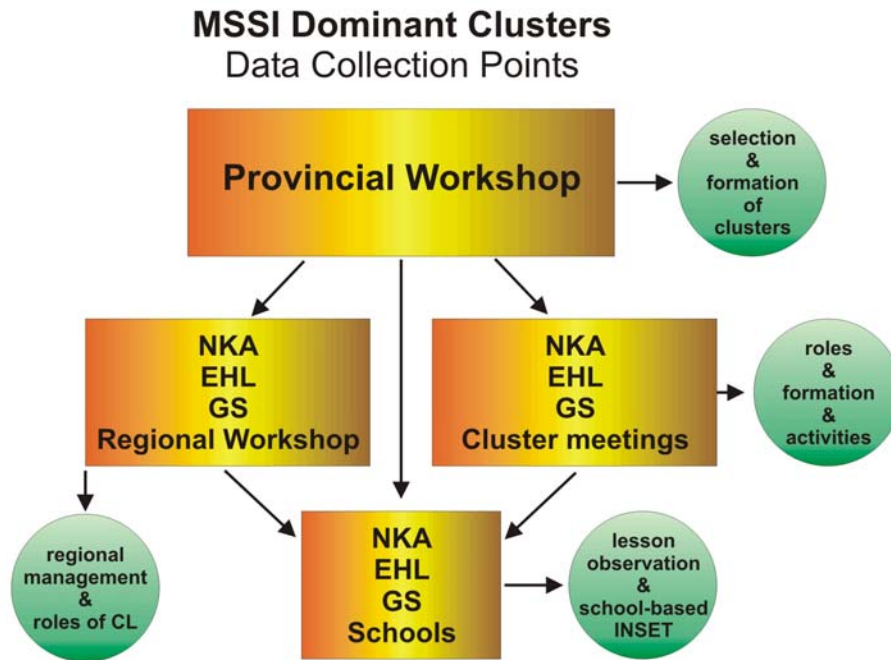 MSSI Dominant Clusters
Data Collection Points
Provincial Workshop
selection
&
formation
of
clusters
NKA
EHL
GS
Regional Workshop
NKA
EHL
GS
Cluster meetings
roles
&
formation
&
activities
regional
management
&
roles of CL
NKA
EHL
GS
Schools
lesson
observation
&
school-based
INSET